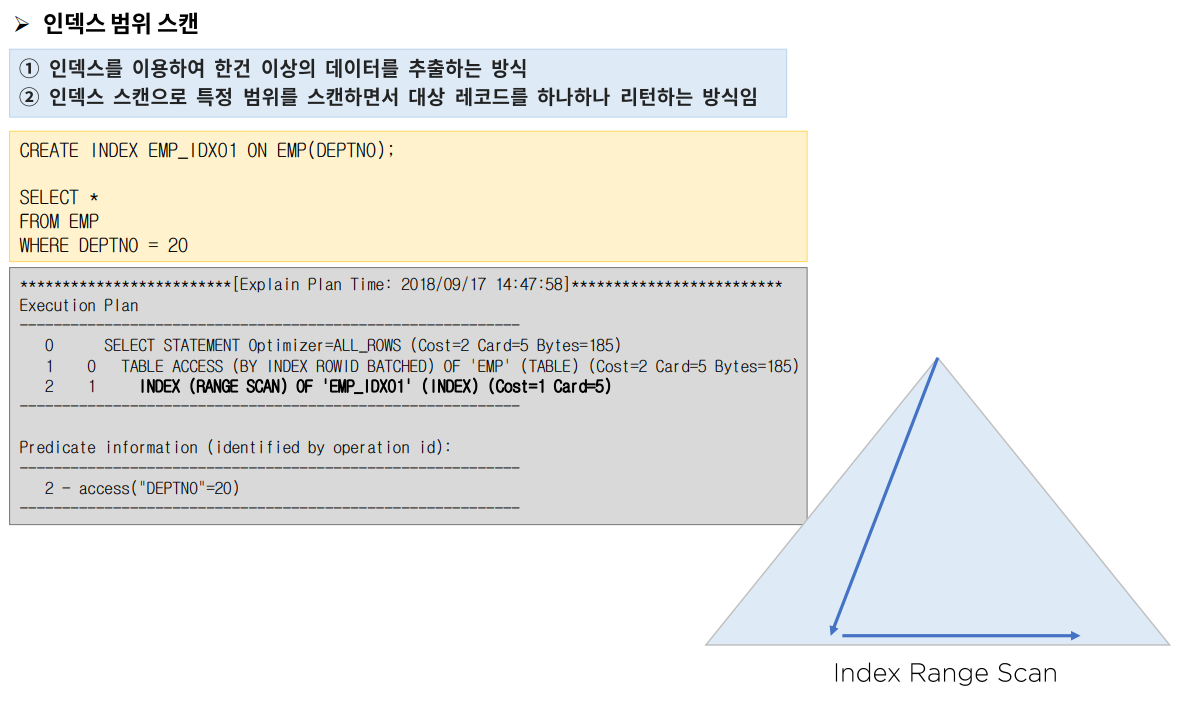 ➢ 인덱스 범위 스캔
① 인덱스를 이용하여 한건 이상의 데이터를 추출하는 방식
② 인덱스 스캔으로 특정 범위를 스캔하면서 대상 레코드를 하나하나 리턴하는 방식임
CREATE INDEX EMP_IDX01 ON EMP(DEPTNO);
SELECT *
FROM EMP
WHERE DEPTNO = 20
*************************[Explain Plan Time: 2018/09/17 14:47:58]*************************
Execution Plan
-----------------------------------------------------------
0 SELECT STATEMENT Optimizer=ALL_ROWS (Cost=2 Card=5 Bytes=185)
1 0 TABLE ACCESS (BY INDEX ROWID BATCHED) OF 'EMP' (TABLE) (Cost=2 Card=5 Bytes=185)
2 1 INDEX (RANGE SCAN) OF 'EMP_IDX01' (INDEX) (Cost=1 Card=5)
-----------------------------------------------------------
Predicate information (identified by operation id):
-----------------------------------------------------------
2 - access("DEPTNO"=20)
-----------------------------------------------------------
Index Range Scan